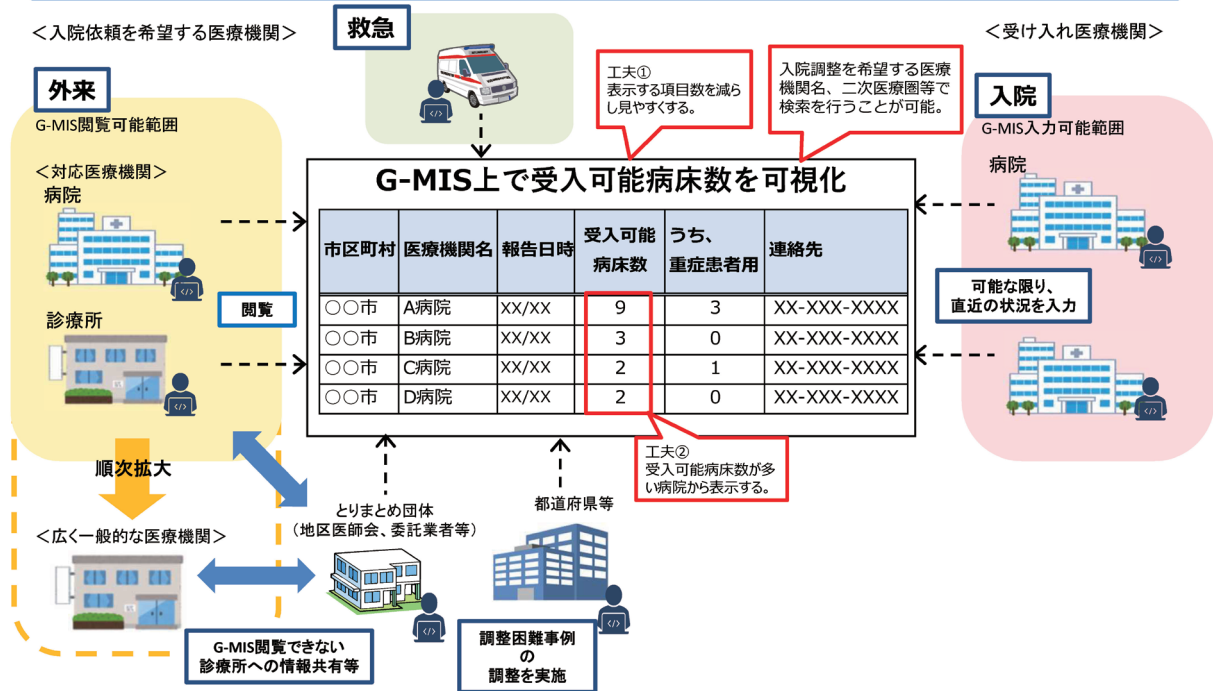 ＜入院依頼を希望する医療機関＞
救急
＜受け入れ医療機関＞
外来
G-MIS閲覧可能範囲
＜対応医療機関＞
病院
診療所
閲覧
工夫①
表示する項目数を減ら
し見やすくする。
入院調整を希望する医療
機関名、二次医療圏等で
検索を行うことが可能。
入院
G-MIS入力可能範囲
病院
可能な限り、
直近の状況を入力
G-MIS上で受入可能病床数を可視化
市区町村 医療機関名 報告日時 受入可能 うち、 連絡先
病床数 重症患者用
○○市 A病院 XX/XX 9 3 XX-XXX-XXXX
○○市 B病院 XX/XX 3 0 XX-XXX-XXXX
○○市 C病院 XX/XX 2 1 XX-XXX-XXXX
○○市 D病院 XX/XX 2 0 XX-XXX-XXXX
工夫②
受入可能病床数が多
い病院から表示する。
順次拡大
＜広く一般的な医療機関＞
とりまとめ団体
（地区医師会、委託業者等）
都道府県等
G-MIS閲覧できない
診療所への情報共有等
調整困難事例
の
調整を実施